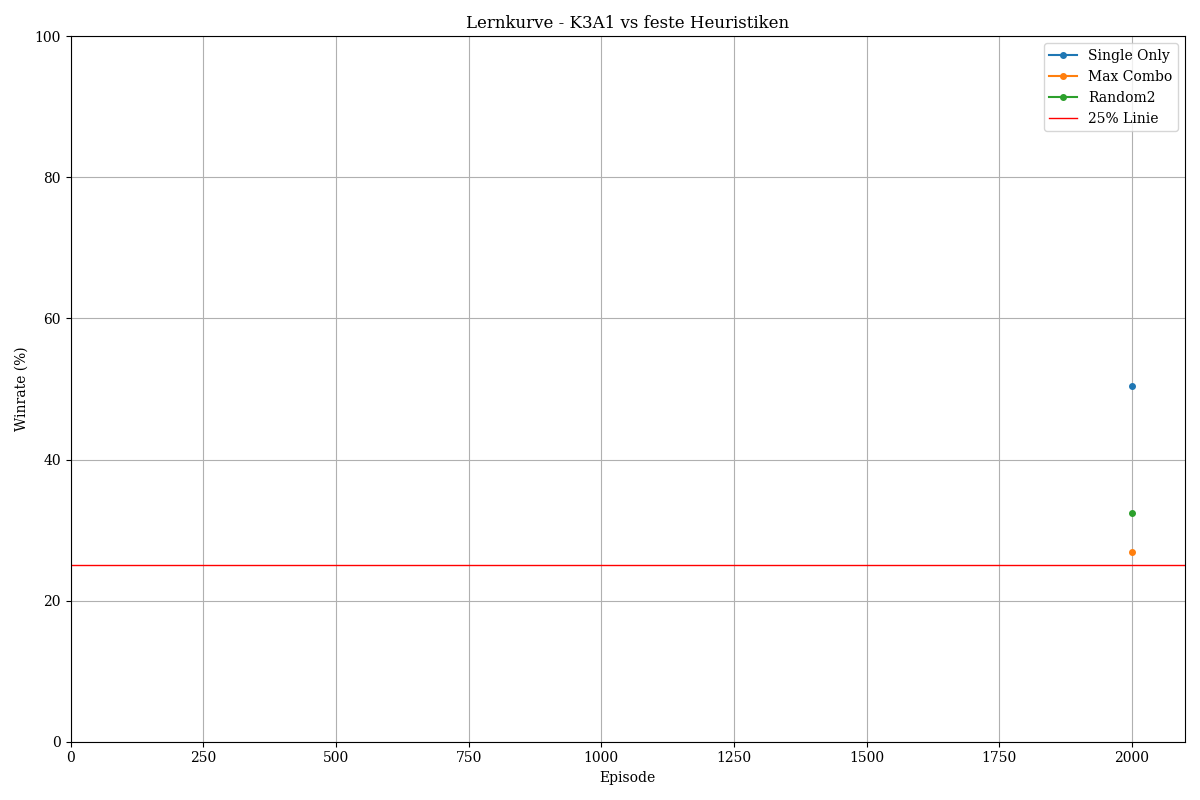 Lernkurve - K3A1 vs feste Heuristiken
100
80
60
40
20
0
Winrate (%)
Single Only
Max Combo
Random2
25% Linie
0 250 500 750 1000 1250 1500 1750 2000
Episode